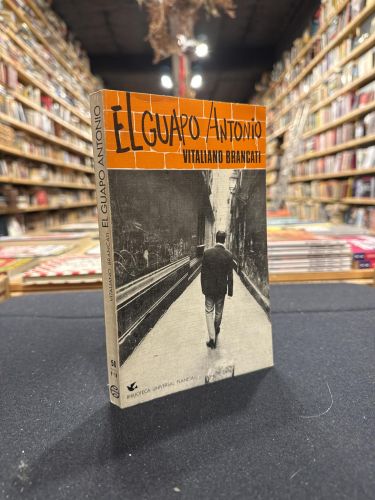 EL GUAPO ANTONIO
VITALIANO BRANCATI
BIBLIOTECA UNIVERSAL PLANETA
VITALIANO BRANCATI EL GUAPO ANTONIO